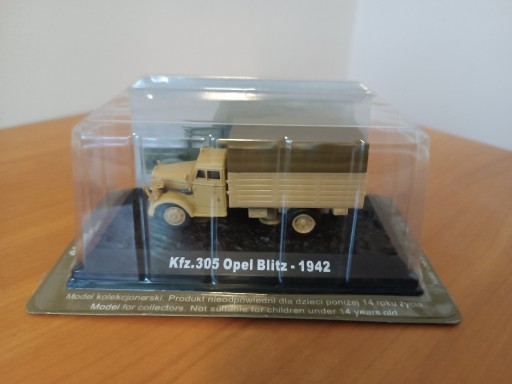 Kfz.305 Opel Blitz - 1942
Model kolekcjonerski. Produkt nieodpowiedni dla dzieci poniżej 14 roku życia.
Model for collectors. Not suitable for children under 14 years old.